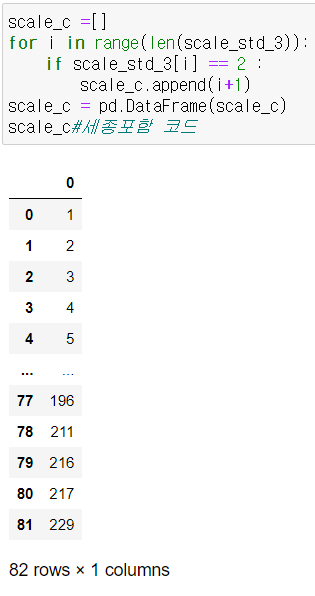 scale_c =[]
for i in range(len(scale_std_3)):
    if scale_std_3[i] == 2 :
        scale_c.append(i+1)
scale_c = pd.DataFrame(scale_c)
scale_c#세종포함 코드
0
0 1
1 2
2 3
3 4
4 5
... ...
77 196
78 211
79 216
80 217
81 229
82 rows × 1 columns